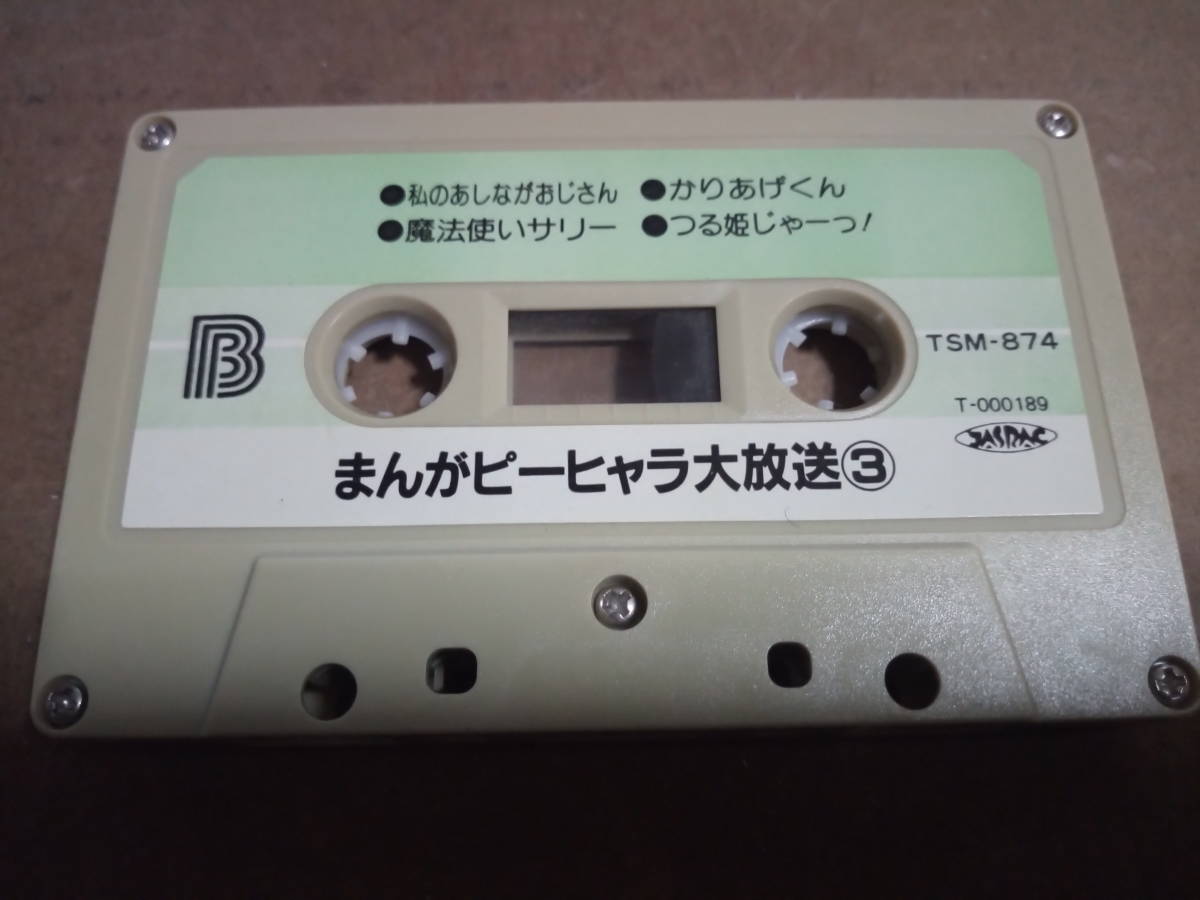 ●私のあしながおじさん ●かりあげくん
●魔法使いサリー ●つる姫じゃーっ!
B
TSM-874
T-000189
JASRAC
まんがピーヒャラ大放送③